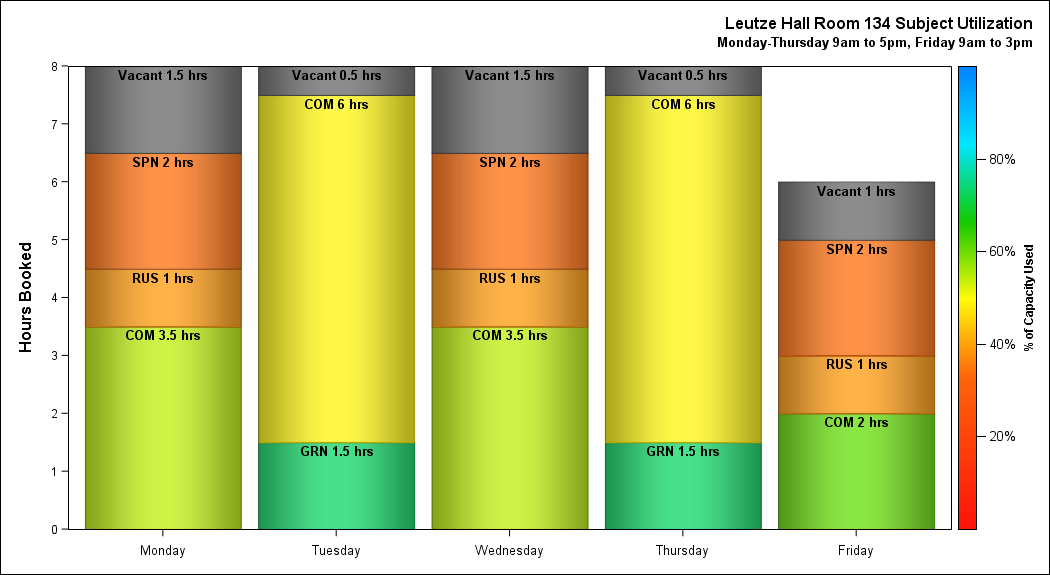 Leutze Hall Room 134 Subject Utilization
Monday-Thursday 9am to 5pm, Friday 9am to 3pm
Hours Booked
8
7
6
5
4
3
2
1
0
Vacant 1.5 hrs
SPN 2 hrs
RUS 1 hrs
COM 3.5 hrs
Vacant 0.5 hrs
COM 6 hrs
GRN 1.5 hrs
Vacant 1.5 hrs
SPN 2 hrs
RUS 1 hrs
COM 3.5 hrs
Vacant 0.5 hrs
COM 6 hrs
GRN 1.5 hrs
Vacant 1 hrs
SPN 2 hrs
RUS 1 hrs
COM 2 hrs
Monday Tuesday Wednesday Thursday Friday
80%
60%
40%
20%
% of Capacity Used